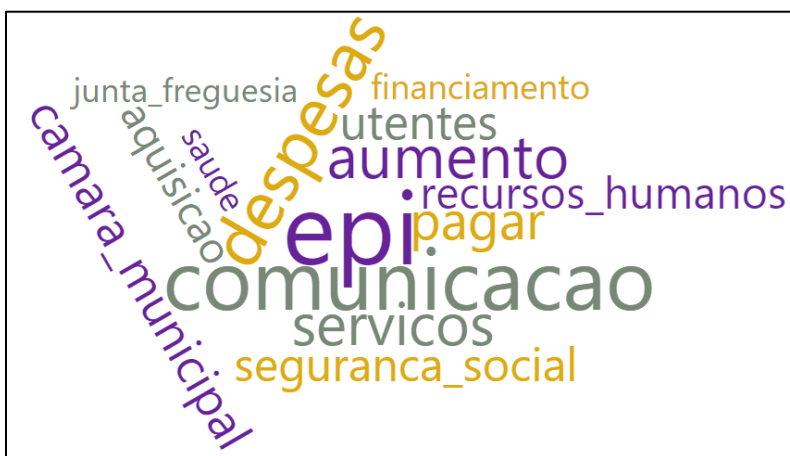 despesas
junta_freguesia
financiamento
camara_municipal
aquisicao
saude
utentes
aumento
recursos_humanos
epi
pagar
comunicacao
servicos
seguranca_social